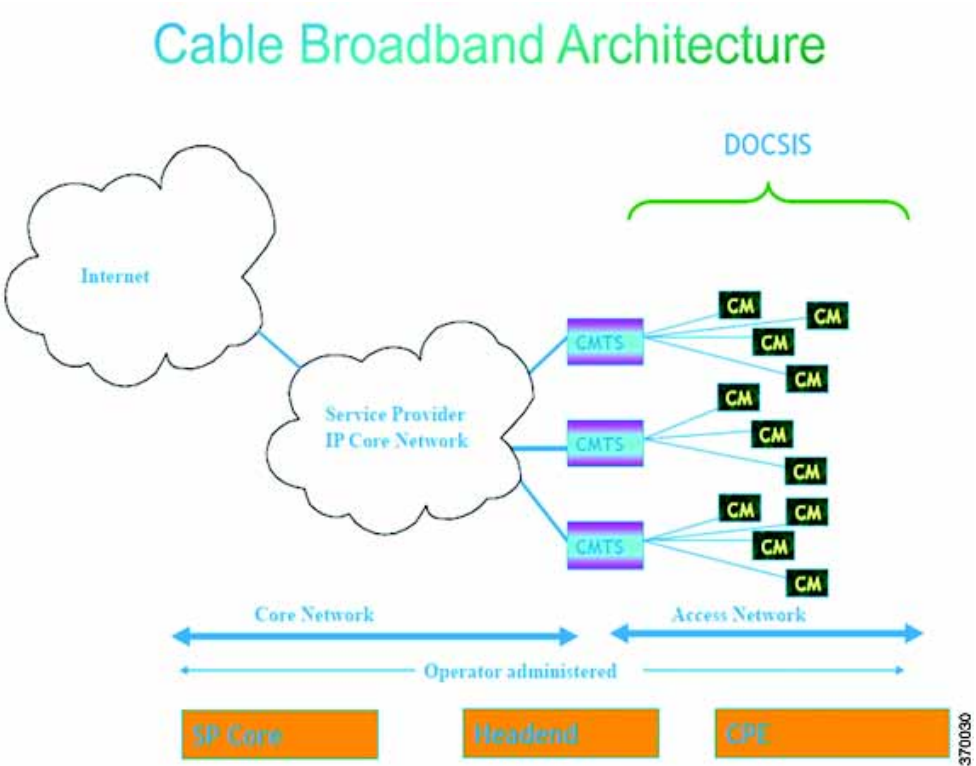 Cable Broadband Architecture
DOCSIS
Internet
Service Provider
IP Core Network
CMTS
CM
CM
CM
CM
CMTS
CM
CM
CM
CMTS
CM
CM
CM
CM
Core Network
Access Network
Operator administered
SP Core
Headend
CPE
370030